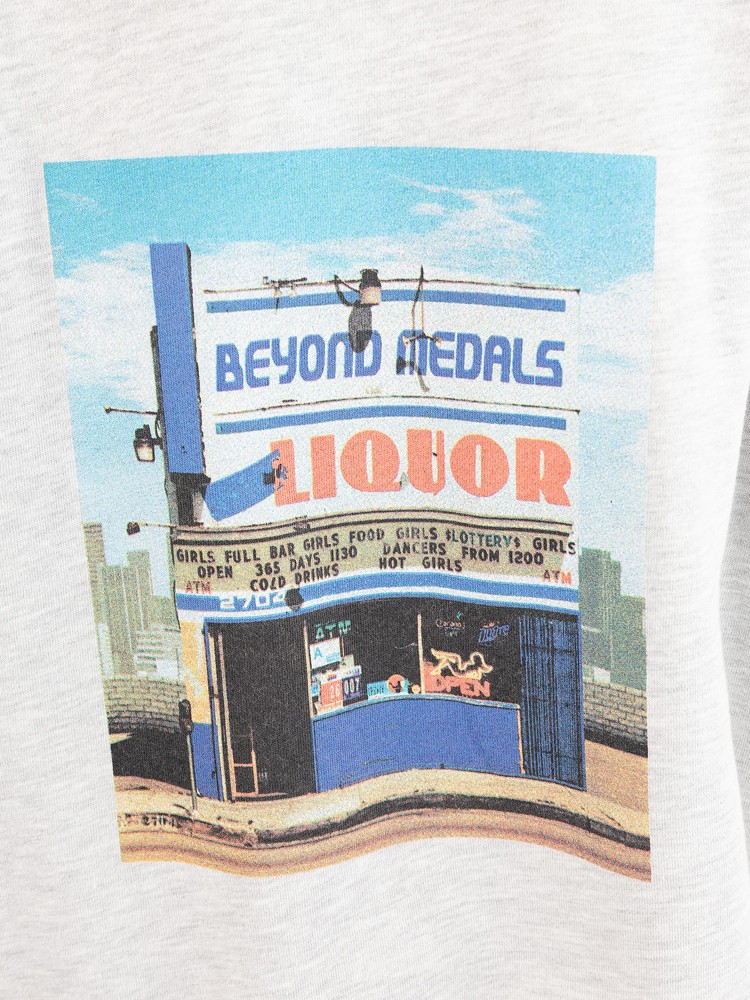 BEYOND MEDALS
LIQUOR
GIRLS FULL BAR GIRLS FOOD GIRLS $LOTTERY$ GIRLS
OPEN 365 DAYS 1130 DANCERS FROM 1200
ATM COLD DRINKS HOT GIRLS ATM
2704
ATM
A
OPEN